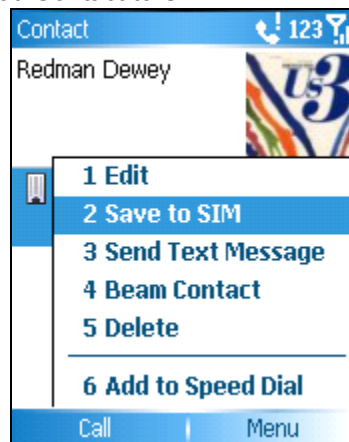 Contact 123
Redman Dewey
US3
1 Edit
2 Save to SIM
3 Send Text Message
4 Beam Contact
5 Delete
6 Add to Speed Dial
Call Menu